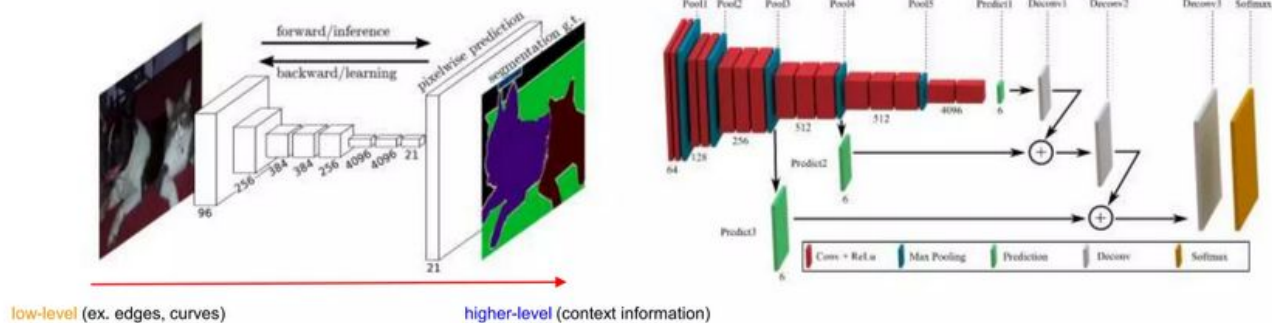 forward/inference
backward/learning
pixelwise prediction
segmentation g.t.
96
256
384
384
256
4096
4096
21
21
low-level (ex. edges, curves)
higher-level (context information)
Pool1
Pool2
Pool3
Pool4
Pool5
Predict1
Deconv1
Deconv2
Deconv3
Softmax
64
128
256
512
512
4096
6
Predict2
6
Predict3
6
Conv + ReLu
Max Pooling
Prediction
Deconv
Softmax